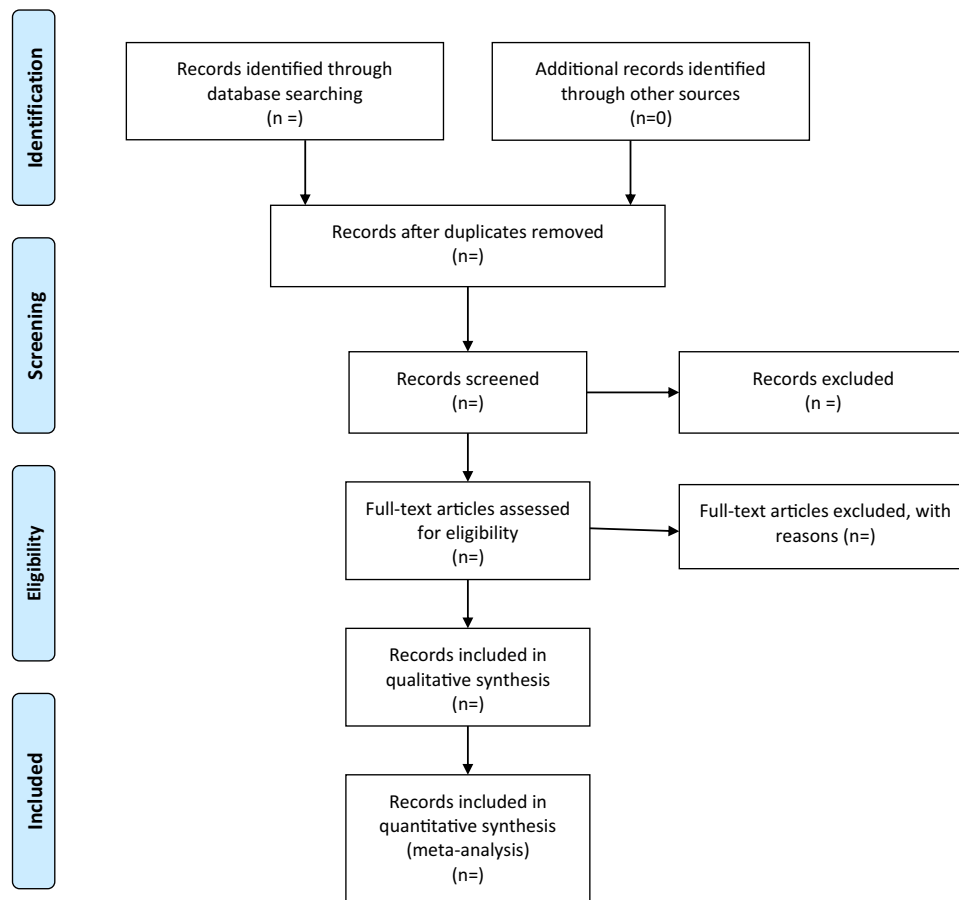 Identification
Records identified through
database searching
(n =)
Additional records identified
through other sources
(n=0)
Records after duplicates removed
(n=)
Screening
Records screened
(n=)
Records excluded
(n =)
Eligibility
Full-text articles assessed
for eligibility
(n=)
Full-text articles excluded, with
reasons (n=)
Records included in
qualitative synthesis
(n=)
Included
Records included in
quantitative synthesis
(meta-analysis)
(n=)